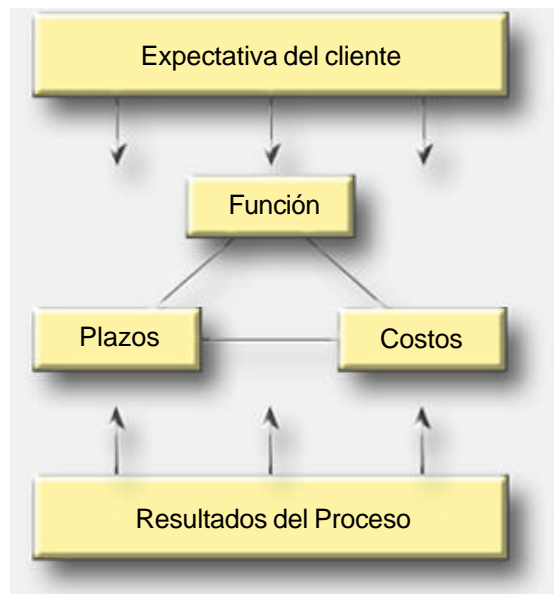 Expectativa del cliente
Función
Plazos
Costos
Resultados del Proceso